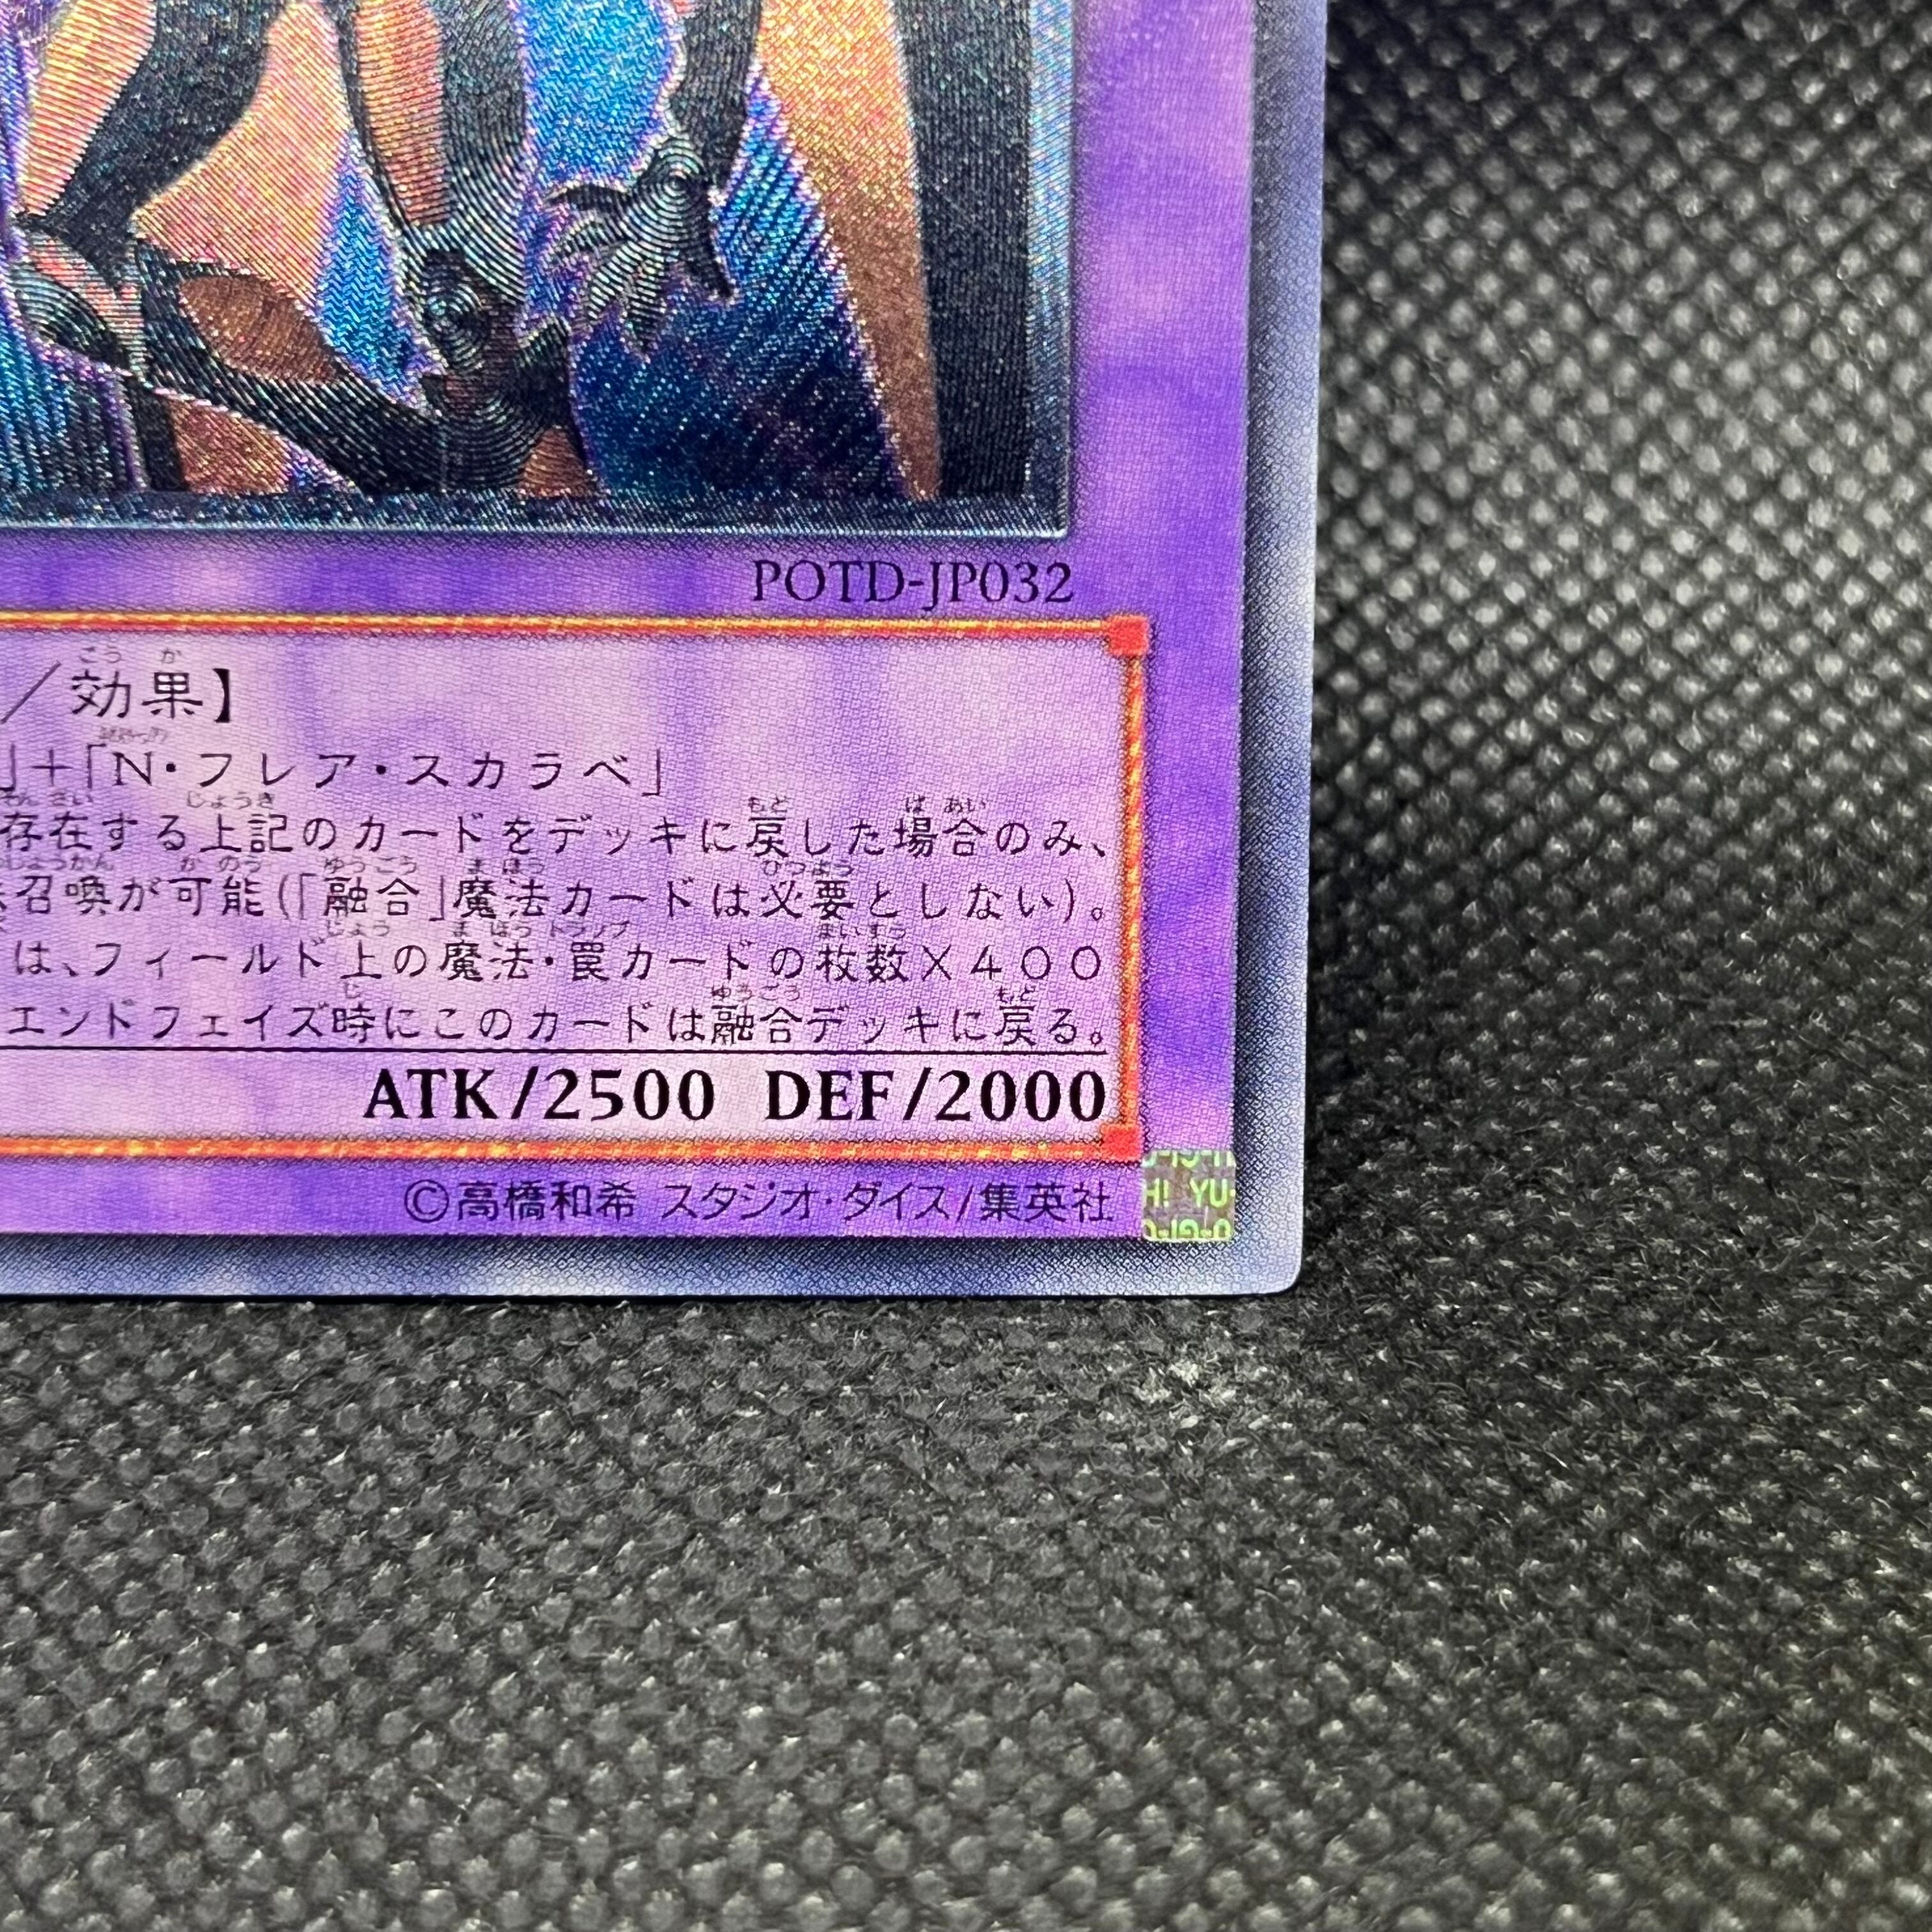 POTD-JP032
／効果】
」+「N・フレア・スカラベ」
存在する上記のカードをデッキに戻した場合のみ、
召喚が可能(「融合」魔法カードは必要としない)。
は、フィールド上の魔法・罠カードの枚数×400
エンドフェイズ時にこのカードは融合デッキに戻る。
ATK/2500 DEF/2000
©高橋和希 スタジオ・ダイス/集英社
H! YU-